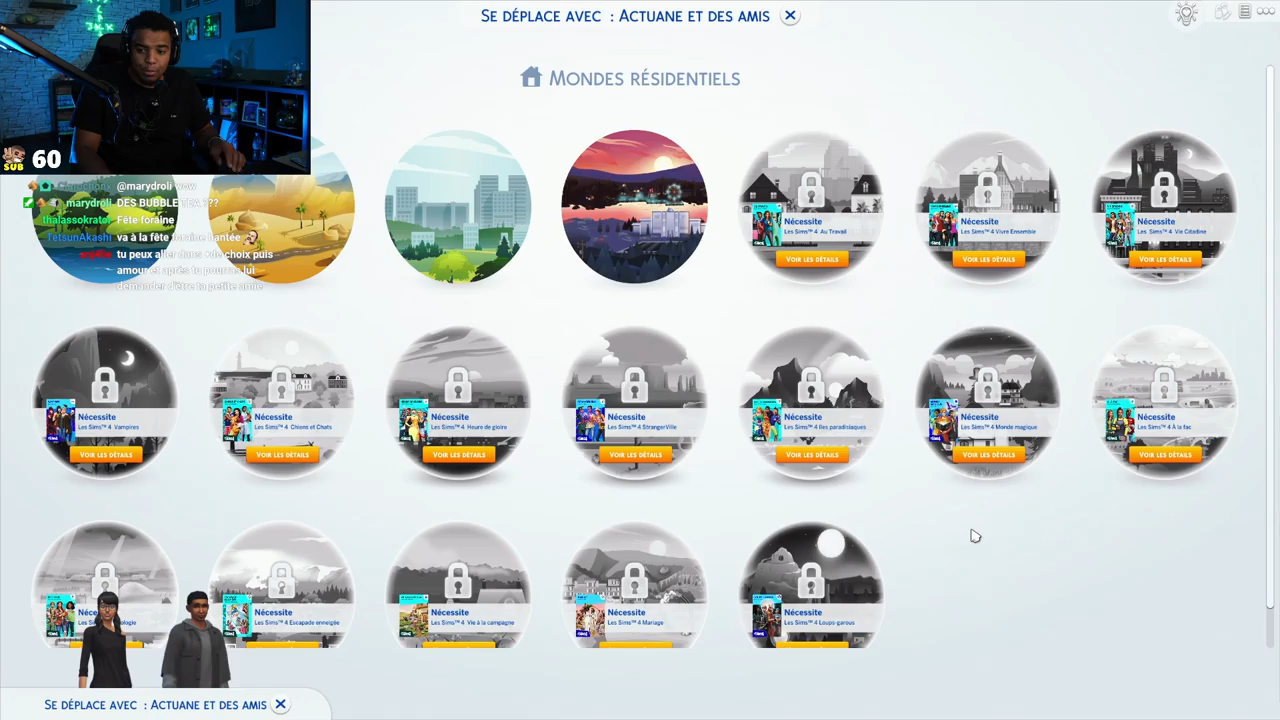 Se déplace avec : Actuane et des amis
Mondes résidentiels
SUB 60
@marydroli wow
marydroli DES BUBBLE TEA ???
thalassokrator Fête foraine
TetsunAkashi va à la fête foraine hantée
tu peux aller dans +de choix puis
amour et après tu pourras lui
demander d'être ta petite amie
Nécessite
Les Sims™ 4 Au Travail
Voir les détails
Nécessite
Les Sims™ 4 Vivre Ensemble
Voir les détails
Nécessite
Les Sims™ 4 Vie Citadine
Voir les détails
Nécessite
Les Sims™ 4 Vampires
Voir les détails
Nécessite
Les Sims™ 4 Chiens et Chats
Voir les détails
Nécessite
Les Sims™ 4 Heure de gloire
Voir les détails
Nécessite
Les Sims™ 4 StrangerVille
Voir les détails
Nécessite
Les Sims™ 4 Iles paradisiaques
Voir les détails
Nécessite
Les Sims™ 4 Monde magique
Voir les détails
Nécessite
Les Sims™ 4 À la fac
Voir les détails
Nécessite
Les Sims™ 4 Escapade enneigée
Nécessite
Les Sims™ 4 Vie à la campagne
Nécessite
Les Sims™ 4 Mariage
Nécessite
Les Sims™ 4 Loups-garous
Se déplace avec : Actuane et des amis